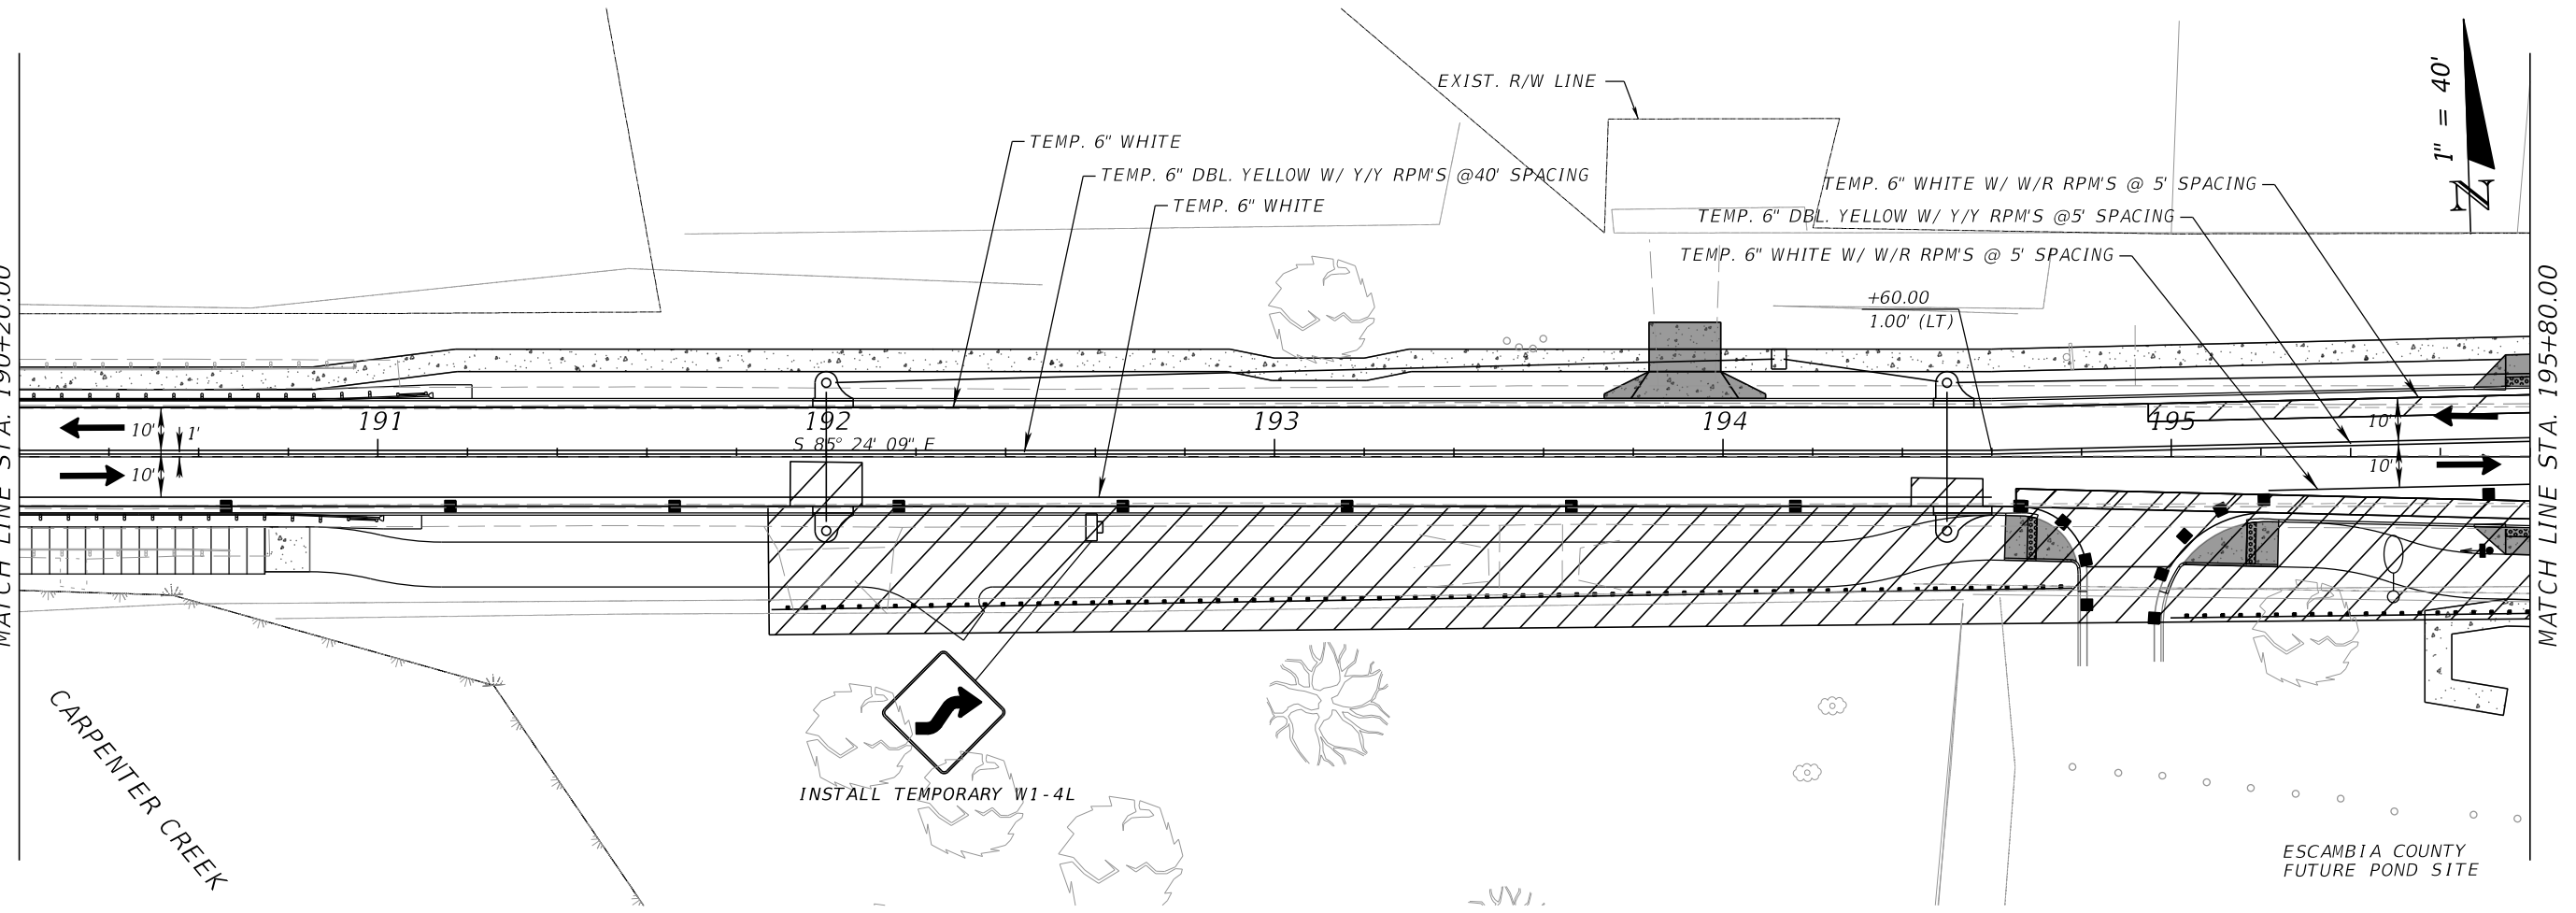 EXIST. R/W LINE
TEMP. 6" WHITE
TEMP. 6" DBL. YELLOW W/ Y/Y RPM'S @40' SPACING
TEMP. 6" WHITE
TEMP. 6" WHITE W/ W/R RPM'S @ 5' SPACING
TEMP. 6" DBL. YELLOW W/ Y/Y RPM'S @5' SPACING
TEMP. 6" WHITE W/ W/R RPM'S @ 5' SPACING
1" = 40'
N
+60.00
1.00' (LT)
MATCH LINE STA. 190+20.00
MATCH LINE STA. 195+80.00
191
192
193
194
195
10'
1'
10'
10'
10'
S 85° 24' 09" E
INSTALL TEMPORARY W1-4L
CARPENTER CREEK
ESCAMBIA COUNTY
FUTURE POND SITE